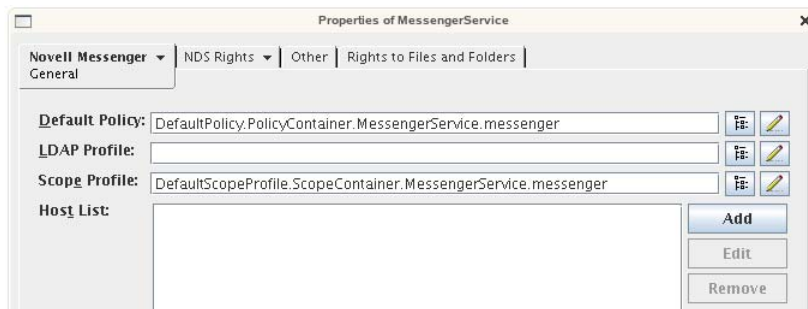 Properties of MessengerService
Novell Messenger NDS Rights Other Rights to Files and Folders
General
Default Policy: DefaultPolicy.PolicyContainer.MessengerService.messenger
LDAP Profile:
Scope Profile: DefaultScopeProfile.ScopeContainer.MessengerService.messenger
Host List:
Add
Edit
Remove